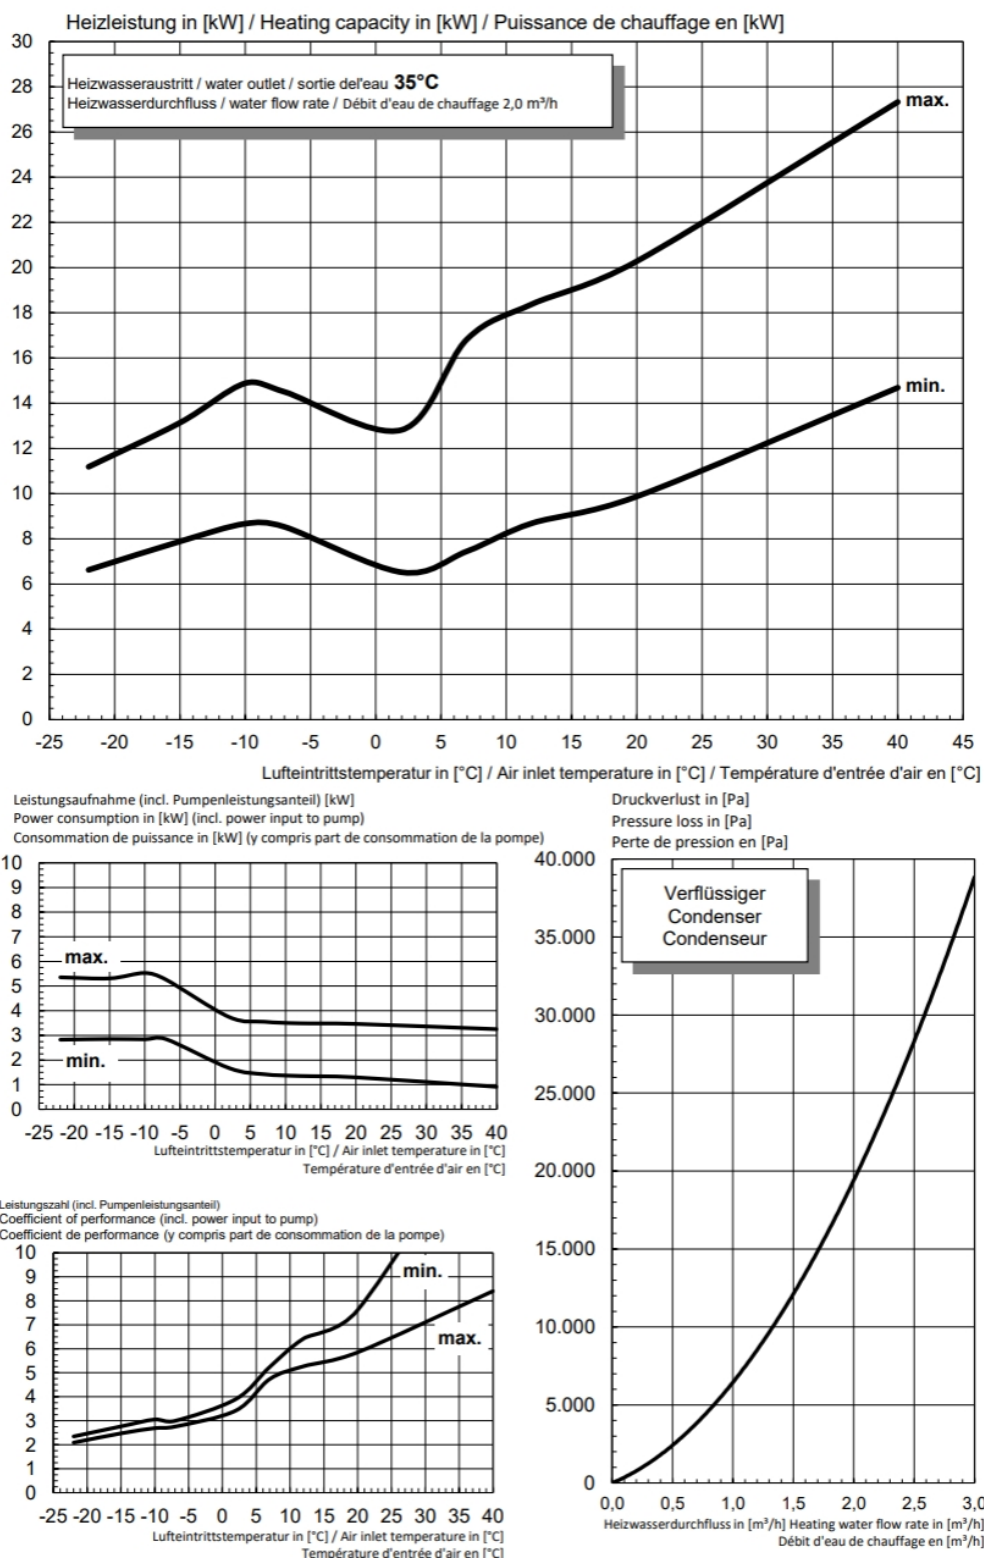 Heizleistung in [kW] / Heating capacity in [kW] / Puissance de chauffage en [kW]
30
28
26
24
22
20
18
16
14
12
10
8
6
4
2
0
Heizwasseraustritt / water outlet / sortie del'eau 35°C
Heizwasserdurchfluss / water flow rate / Débit d'eau de chauffage 2,0 m³/h
max.
min.
-25 -20 -15 -10 -5 0 5 10 15 20 25 30 35 40 45
Lufteintrittstemperatur in [°C] / Air inlet temperature in [°C] / Température d'entrée d'air en [°C]
Leistungsaufnahme (incl. Pumpenleistungsanteil) [kW]
Power consumption in [kW] (incl. power input to pump)
Consommation de puissance in [kW] (y compris part de consommation de la pompe)
10
9
8
7
6
5
4
3
2
1
0
max.
min.
-25 -20 -15 -10 -5 0 5 10 15 20 25 30 35 40
Lufteintrittstemperatur in [°C] / Air inlet temperature in [°C]
Température d'entrée d'air en [°C]
Leistungszahl (incl. Pumpenleistungsanteil)
Coefficient of performance (incl. power input to pump)
Coefficient de performance (y compris part de consommation de la pompe)
10
9
8
7
6
5
4
3
2
1
0
min.
max.
-25 -20 -15 -10 -5 0 5 10 15 20 25 30 35 40
Lufteintrittstemperatur in [°C] / Air inlet temperature in [°C]
Température d'entrée d'air en [°C]
Druckverlust in [Pa]
Pressure loss in [Pa]
Perte de pression en [Pa]
40.000
35.000
30.000
25.000
20.000
15.000
10.000
5.000
0
Verflüssiger
Condenser
Condenseur
0,0 0,5 1,0 1,5 2,0 2,5 3,0
Heizwasserdurchfluss in [m³/h] Heating water flow rate in [m³/h]
Débit d'eau de chauffage en [m³/h]